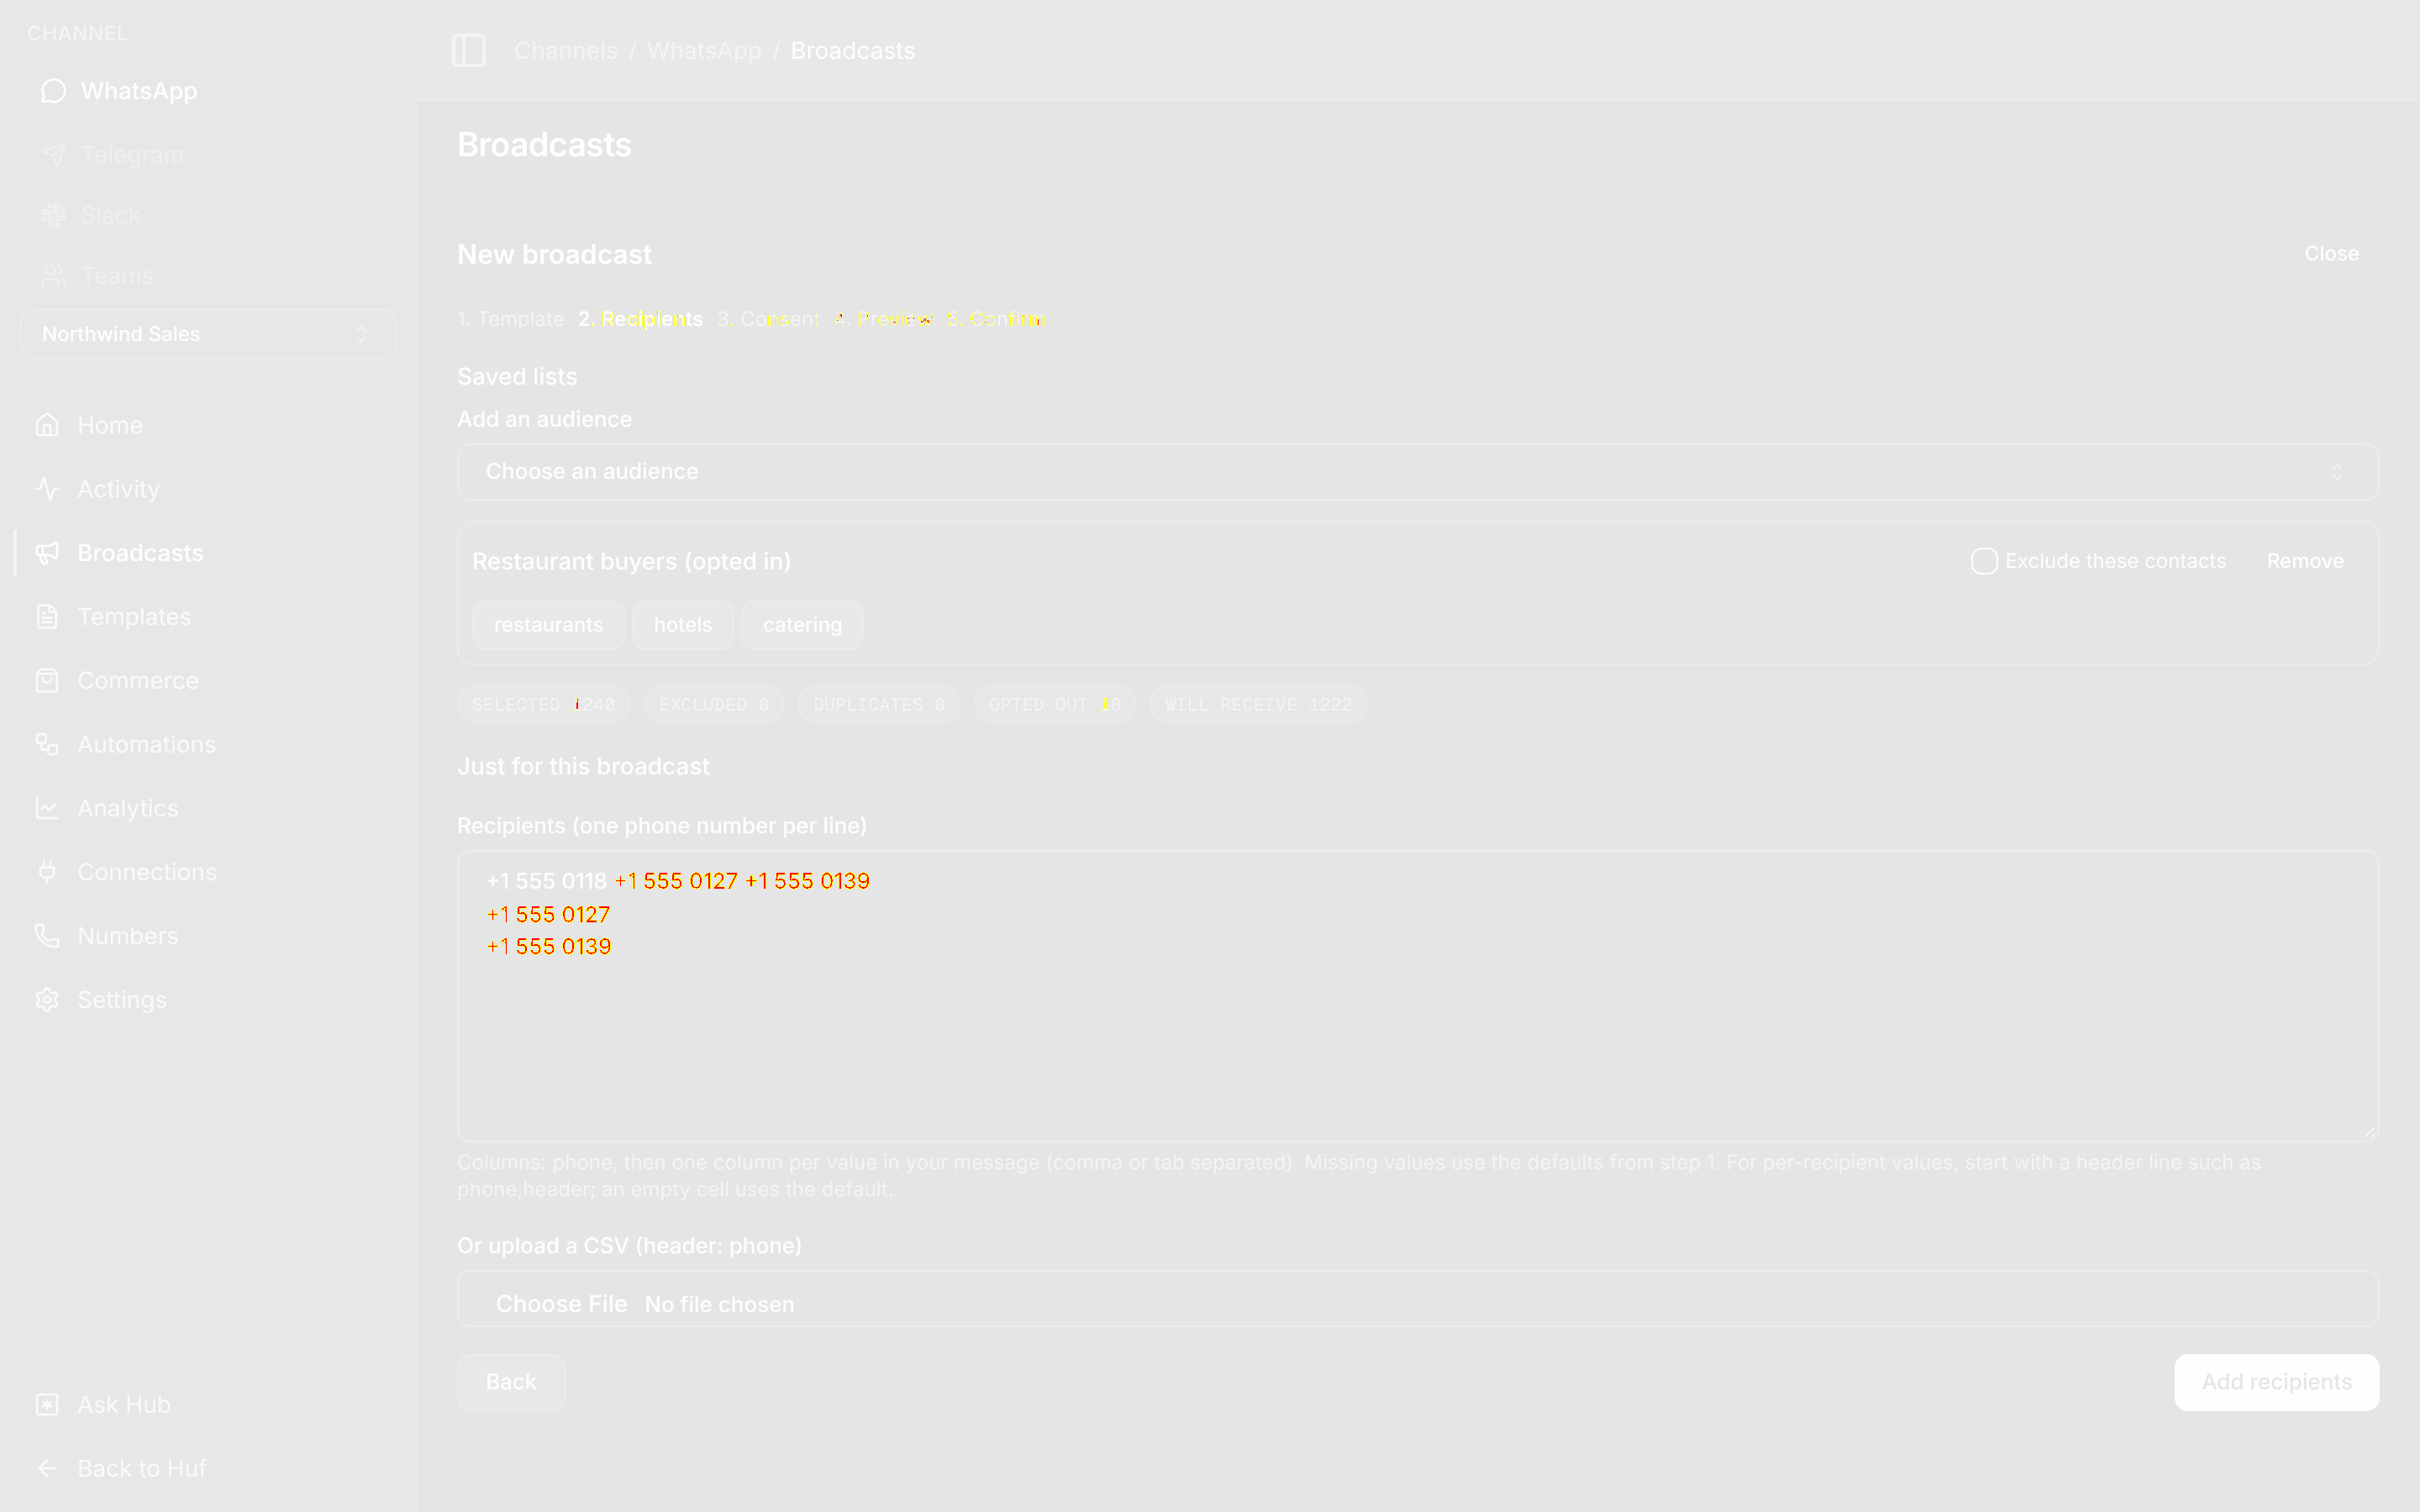 CHANNEL
WhatsApp
Telegram
Slack
Teams
Northwind Sales
Home
Activity
Broadcasts
Templates
Commerce
Automations
Analytics
Connections
Numbers
Settings
Ask Hub
Back to Huf
Channels / WhatsApp / Broadcasts
Broadcasts
New broadcast
Close
1. Template 2. Recipients 3. Consent 4. Preview 5. Confirm
Saved lists
Add an audience
Choose an audience
Restaurant buyers (opted in)
Exclude these contacts
Remove
restaurants hotels catering
SELECTED 1240 EXCLUDED 0 DUPLICATES 0 OPTED OUT 18 WILL RECEIVE 1222
Just for this broadcast
Recipients (one phone number per line)
+1 555 0118 +1 555 0127 +1 555 0139
+1 555 0127
+1 555 0139
Columns: phone, then one column per value in your message (comma or tab separated). Missing values use the defaults from step 1. For per-recipient values, start with a header line such as
phone,header; an empty cell uses the default.
Or upload a CSV (header: phone)
Choose File No file chosen
Back
Add recipients